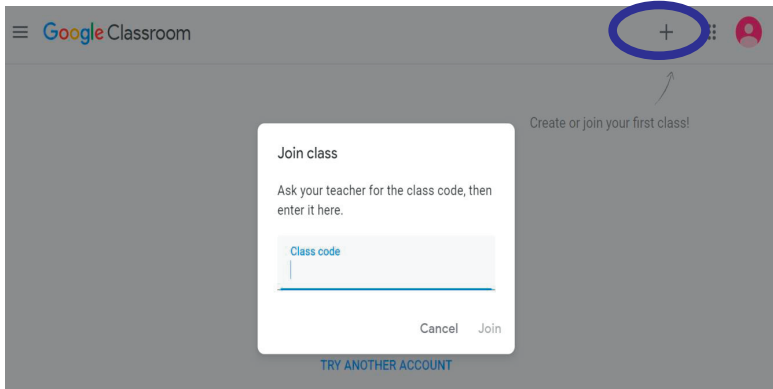 Google Classroom
Create or join your first class!
Join class
Ask your teacher for the class code, then
enter it here.
Class code
Cancel Join
TRY ANOTHER ACCOUNT